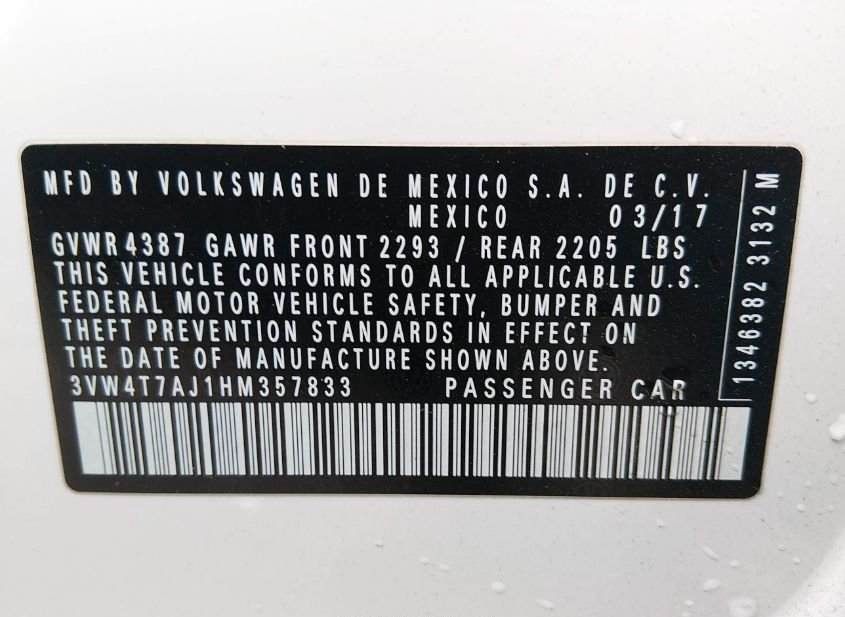 MFD BY VOLKSWAGEN DE MEXICO S.A. DE C.V.
MEXICO 03/17
GVWR 4387 GAWR FRONT 2293 / REAR 2205 LBS
THIS VEHICLE CONFORMS TO ALL APPLICABLE U.S.
FEDERAL MOTOR VEHICLE SAFETY, BUMPER AND
THEFT PREVENTION STANDARDS IN EFFECT ON
THE DATE OF MANUFACTURE SHOWN ABOVE.
3VW4T7AJ1HM357833 PASSENGER CAR
1346382 3132 M